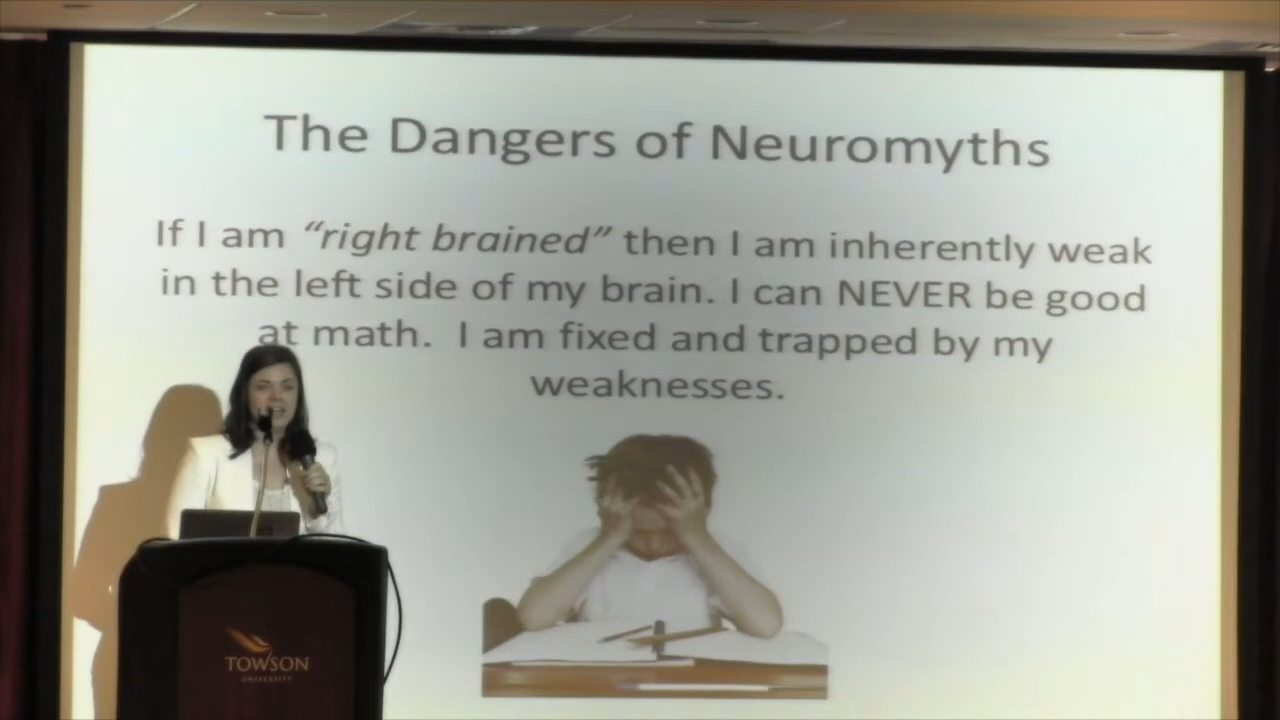 The Dangers of Neuromyths
If I am “right brained” then I am inherently weak
in the left side of my brain. I can NEVER be good
at math. I am fixed and trapped by my
weaknesses.
TOWSON
UNIVERSITY